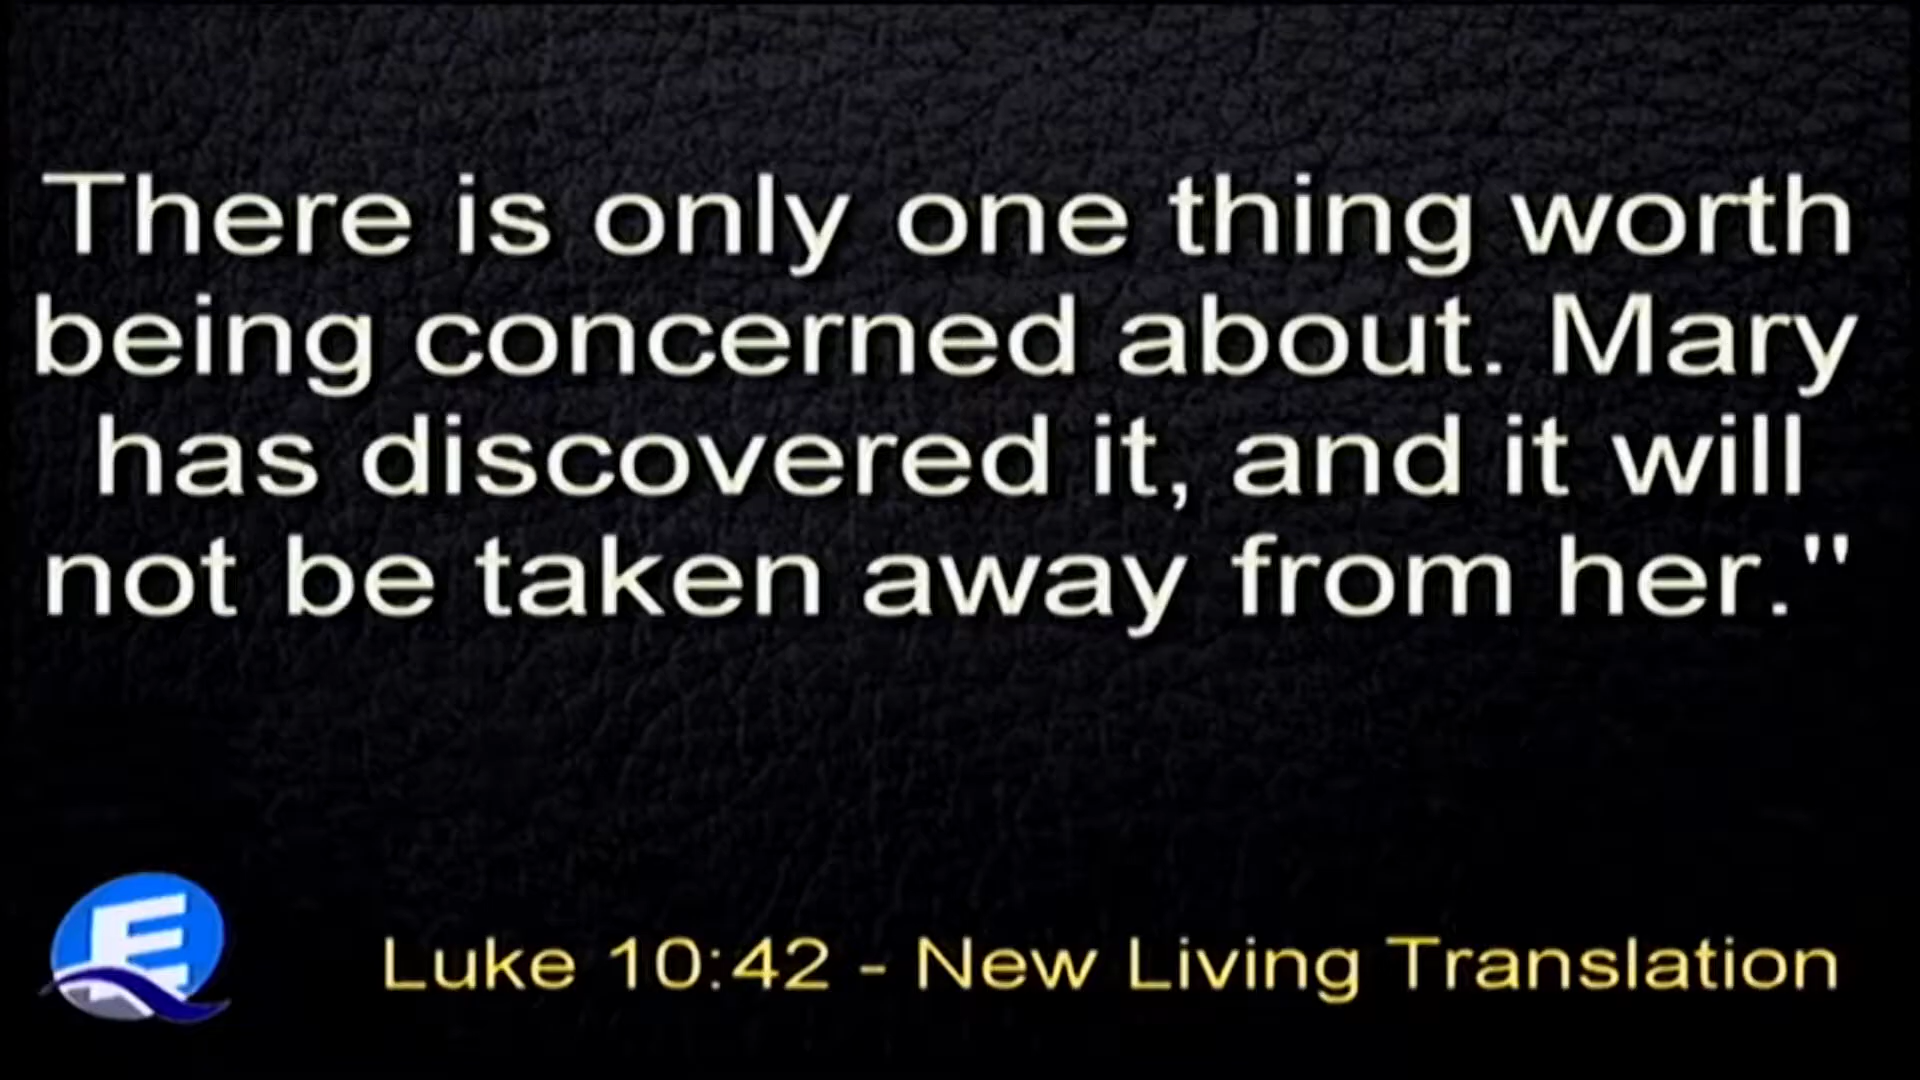 There is only one thing worth
being concerned about. Mary
has discovered it, and it will
not be taken away from her."
E
Luke 10:42 - New Living Translation